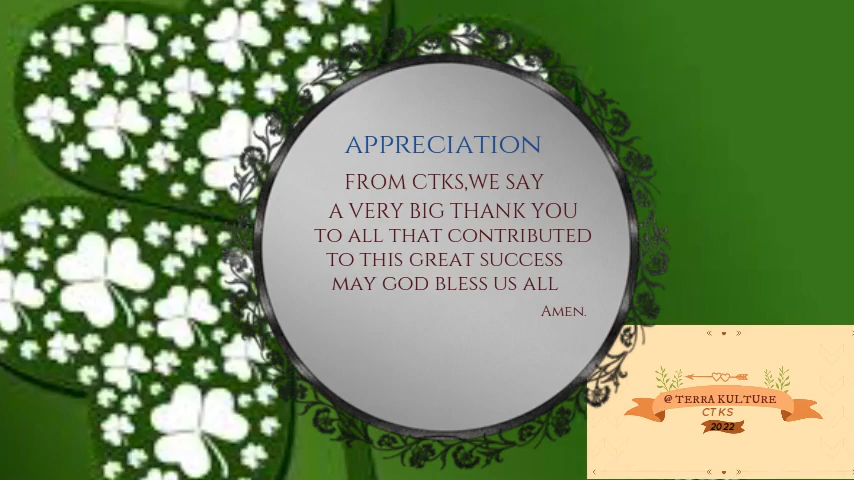 APPRECIATION
FROM CTKS,WE SAY
A VERY BIG THANK YOU
TO ALL THAT CONTRIBUTED
TO THIS GREAT SUCCESS
MAY GOD BLESS US ALL
Amen.
@ TERRA KULTURE
CTKS
2022